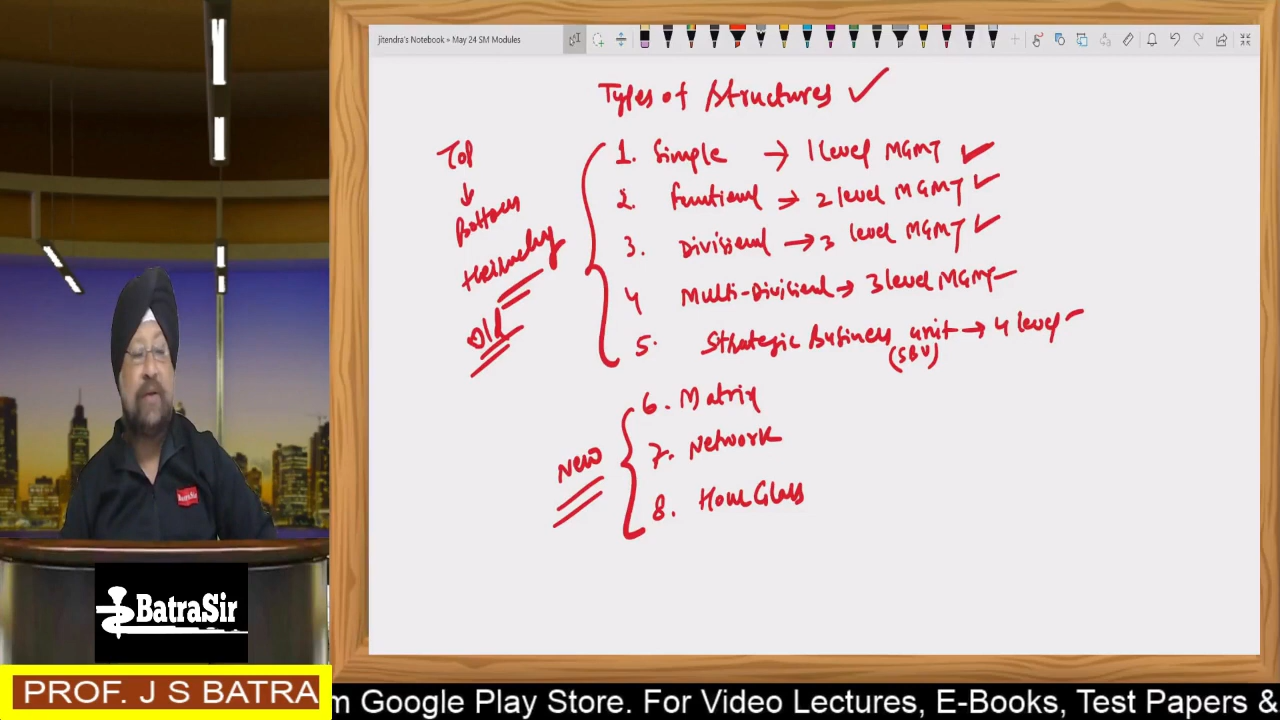 jitendra's Notebook » May 24 SM Modules
Types of Structures
Top
Bottom
Old
1. Simple → 1 level MGMT
2. Functional → 2 level MGMT
3. Divisional → 3 level MGMT
4 Multi-Divisional → 3 level MGMT
5. Strategic Business unit → 4 level
(SBU)
New
6. Matrix
7. Network
8. Hour Glass
BatraSir
BatraSir
PROF. J S BATRA
m Google Play Store. For Video Lectures, E-Books, Test Papers &